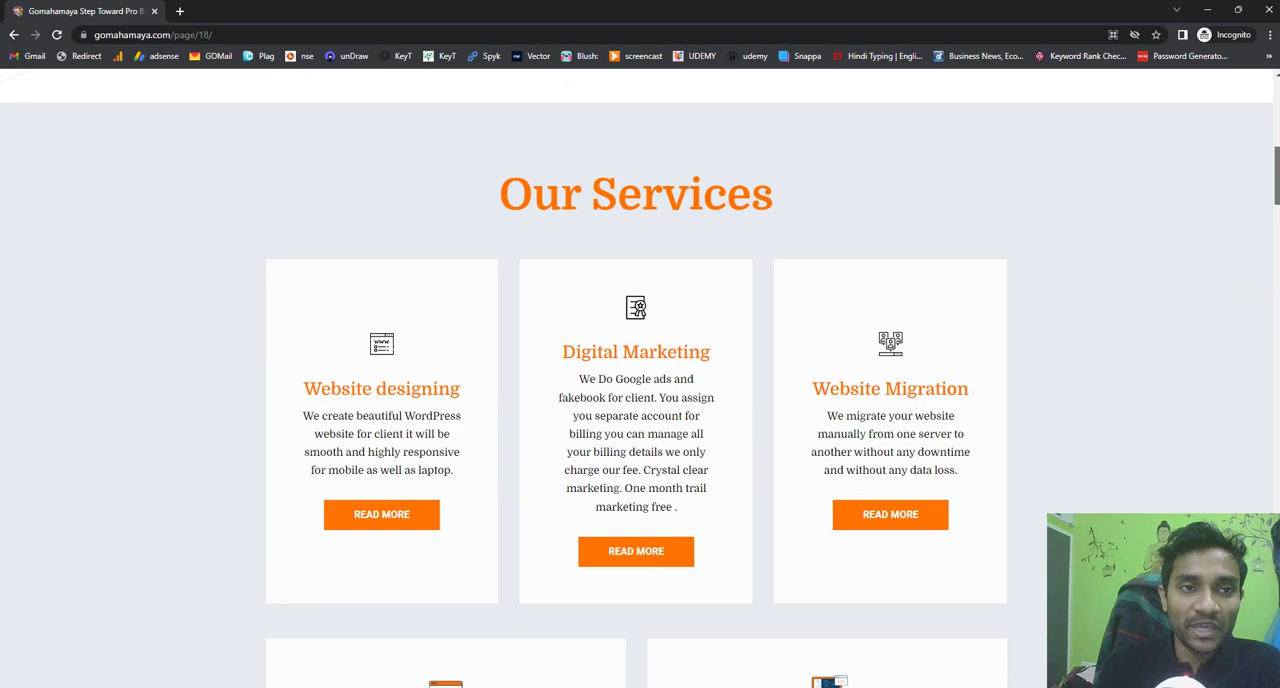 Gomahamaya Step Toward Pro B
gomahamaya.com/page/18/
Incognito
Gmail
Redirect
adsense
GOMail
Plag
nse
unDraw
KeyT
KeyT
Spyk
Vector
Blush:
screencast
UDEMY
udemy
Snappa
Hindi Typing | Engli...
Business News, Eco...
Keyword Rank Chec...
Password Generato...
Our Services
Website designing
We create beautiful WordPress
website for client it will be
smooth and highly responsive
for mobile as well as laptop.
READ MORE
Digital Marketing
We Do Google ads and
fakebook for client. You assign
you separate account for
billing you can manage all
your billing details we only
charge our fee. Crystal clear
marketing. One month trail
marketing free .
READ MORE
Website Migration
We migrate your website
manually from one server to
another without any downtime
and without any data loss.
READ MORE